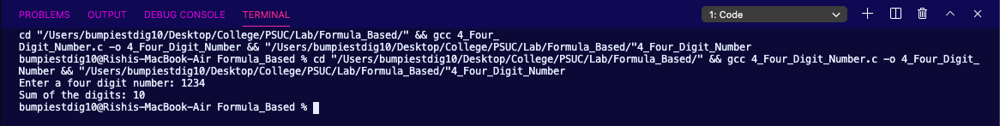 PROBLEMS OUTPUT DEBUG CONSOLE TERMINAL 1: Code
cd "/Users/bumpiestdig10/Desktop/College/PSUC/Lab/Formula_Based/" && gcc 4_Four_
Digit_Number.c -o 4_Four_Digit_Number && "/Users/bumpiestdig10/Desktop/College/PSUC/Lab/Formula_Based/"4_Four_Digit_Number
bumpiestdig10@Rishis-MacBook-Air Formula_Based % cd "/Users/bumpiestdig10/Desktop/College/PSUC/Lab/Formula_Based/" && gcc 4_Four_Digit_Number.c -o 4_Four_Digit_
Number && "/Users/bumpiestdig10/Desktop/College/PSUC/Lab/Formula_Based/"4_Four_Digit_Number
Enter a four digit number: 1234
Sum of the digits: 10
bumpiestdig10@Rishis-MacBook-Air Formula_Based %